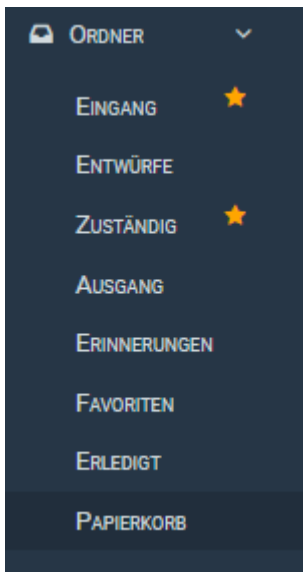 Ordner
Eingang
Entwürfe
Zuständig
Ausgang
Erinnerungen
Favoriten
Erledigt
Papierkorb